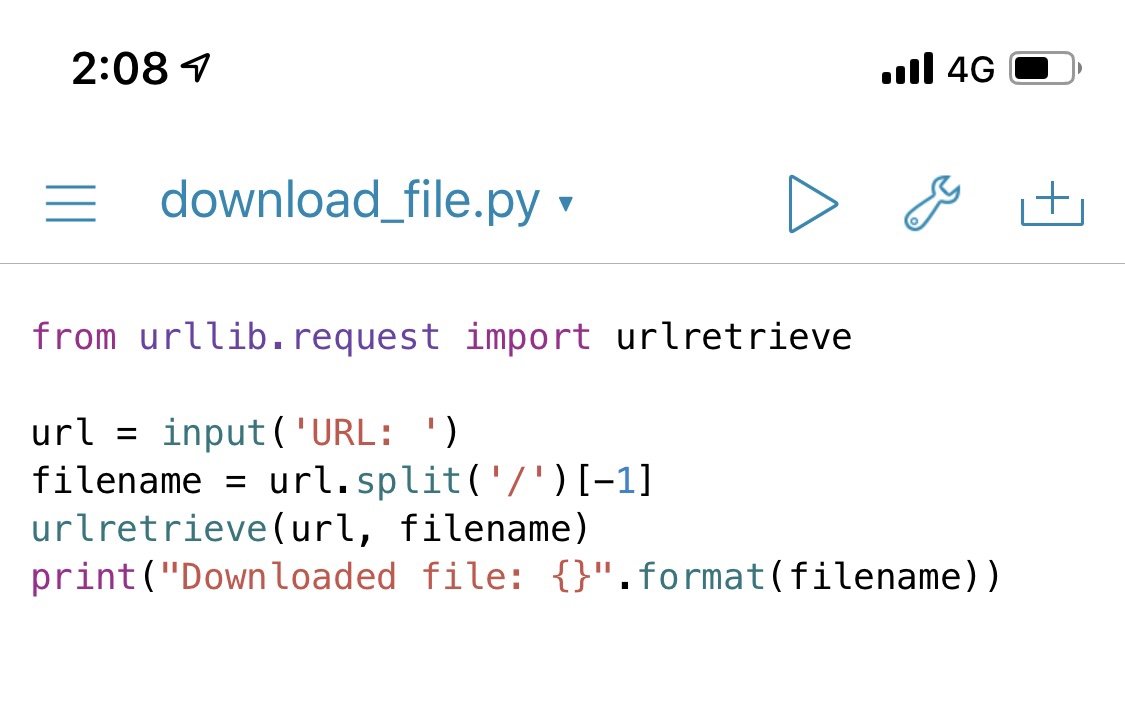 2:08 4G
download_file.py
from urllib.request import urlretrieve
url = input('URL: ')
filename = url.split('/')[-1]
urlretrieve(url, filename)
print("Downloaded file: {}".format(filename))